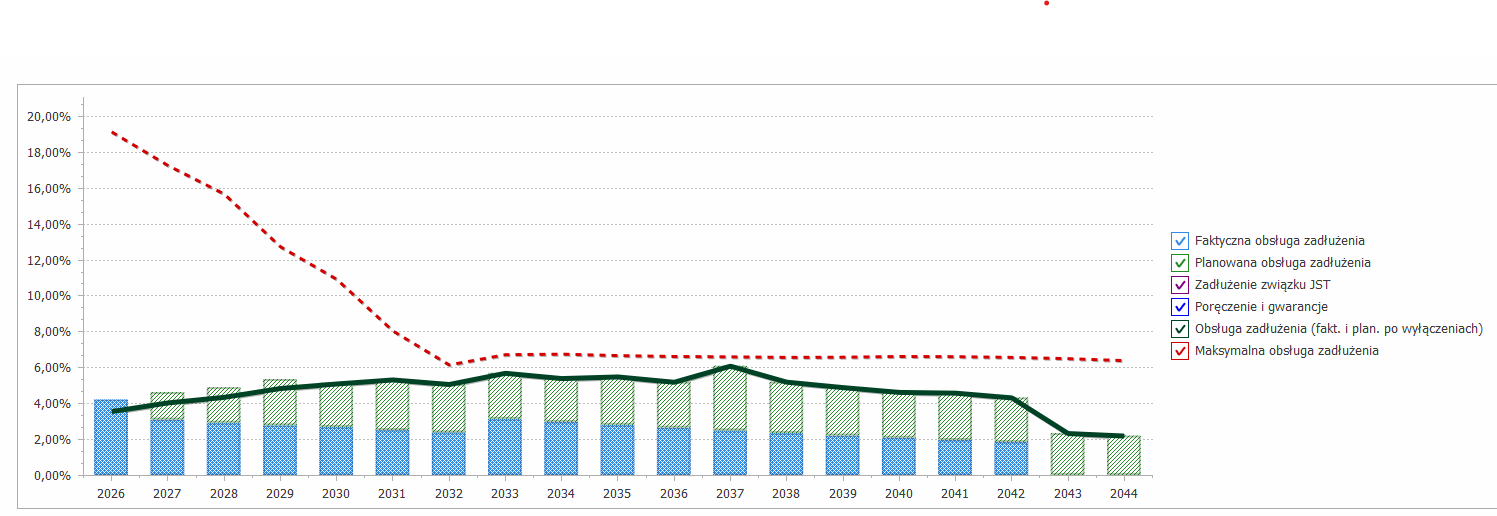 20,00%
18,00%
16,00%
14,00%
12,00%
10,00%
8,00%
6,00%
4,00%
2,00%
0,00%
2026 2027 2028 2029 2030 2031 2032 2033 2034 2035 2036 2037 2038 2039 2040 2041 2042 2043 2044
Faktyczna obsługa zadłużenia
Planowana obsługa zadłużenia
Zadłużenie związku JST
Poręczenie i gwarancje
Obsługa zadłużenia (fakt. i plan. po wyłączeniach)
Maksymalna obsługa zadłużenia